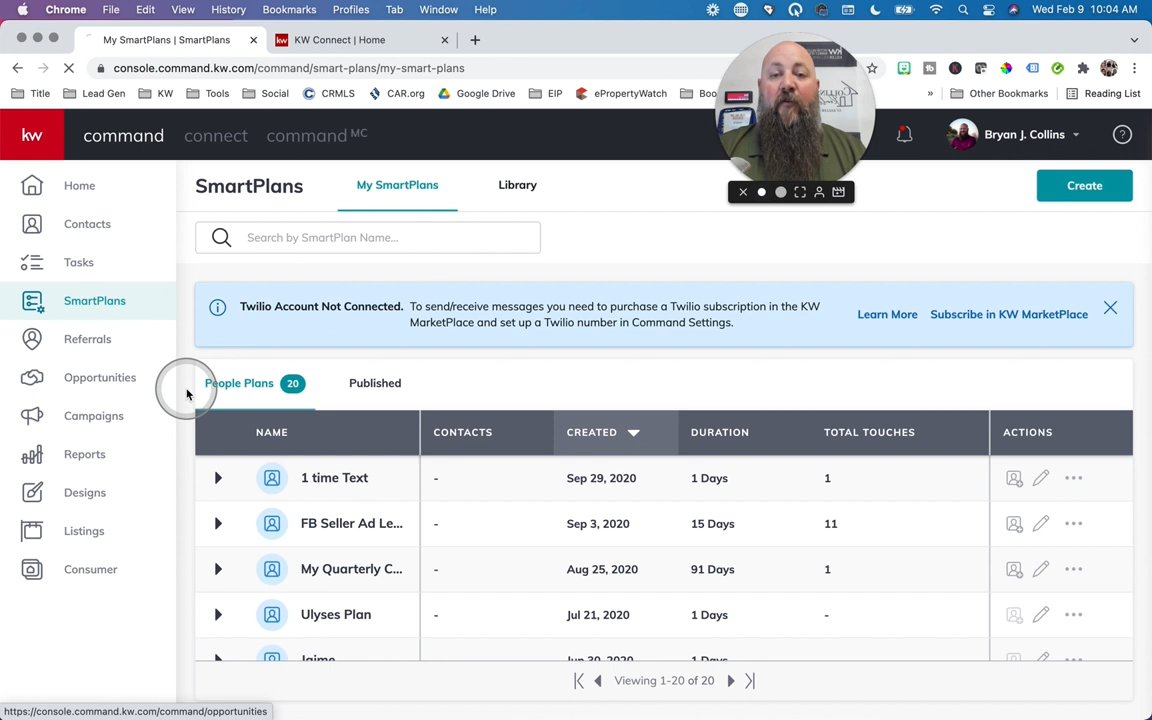 Chrome File Edit View History Bookmarks Profiles Tab Window Help Wed Feb 9 10:04 AM
My SmartPlans | SmartPlans KW Connect | Home
console.command.kw.com/command/smart-plans/my-smart-plans
Title Lead Gen KW Tools Social CRMLS CAR.org Google Drive EIP ePropertyWatch Boo » Other Bookmarks Reading List
kw command connect command MC Bryan J. Collins
Home
Contacts
Tasks
SmartPlans
Referrals
Opportunities
Campaigns
Reports
Designs
Listings
Consumer
SmartPlans My SmartPlans Library Create
Search by SmartPlan Name...
Twilio Account Not Connected. To send/receive messages you need to purchase a Twilio subscription in the KW
MarketPlace and set up a Twilio number in Command Settings.
Learn More Subscribe in KW MarketPlace
People Plans 20 Published
NAME CONTACTS CREATED DURATION TOTAL TOUCHES ACTIONS
1 time Text - Sep 29, 2020 1 Days 1
FB Seller Ad Le... - Sep 3, 2020 15 Days 11
My Quarterly C... - Aug 25, 2020 91 Days 1
Ulyses Plan - Jul 21, 2020 1 Days -
Jaime Jun 30, 2020 1 Days
Viewing 1-20 of 20
https://console.command.kw.com/command/opportunities